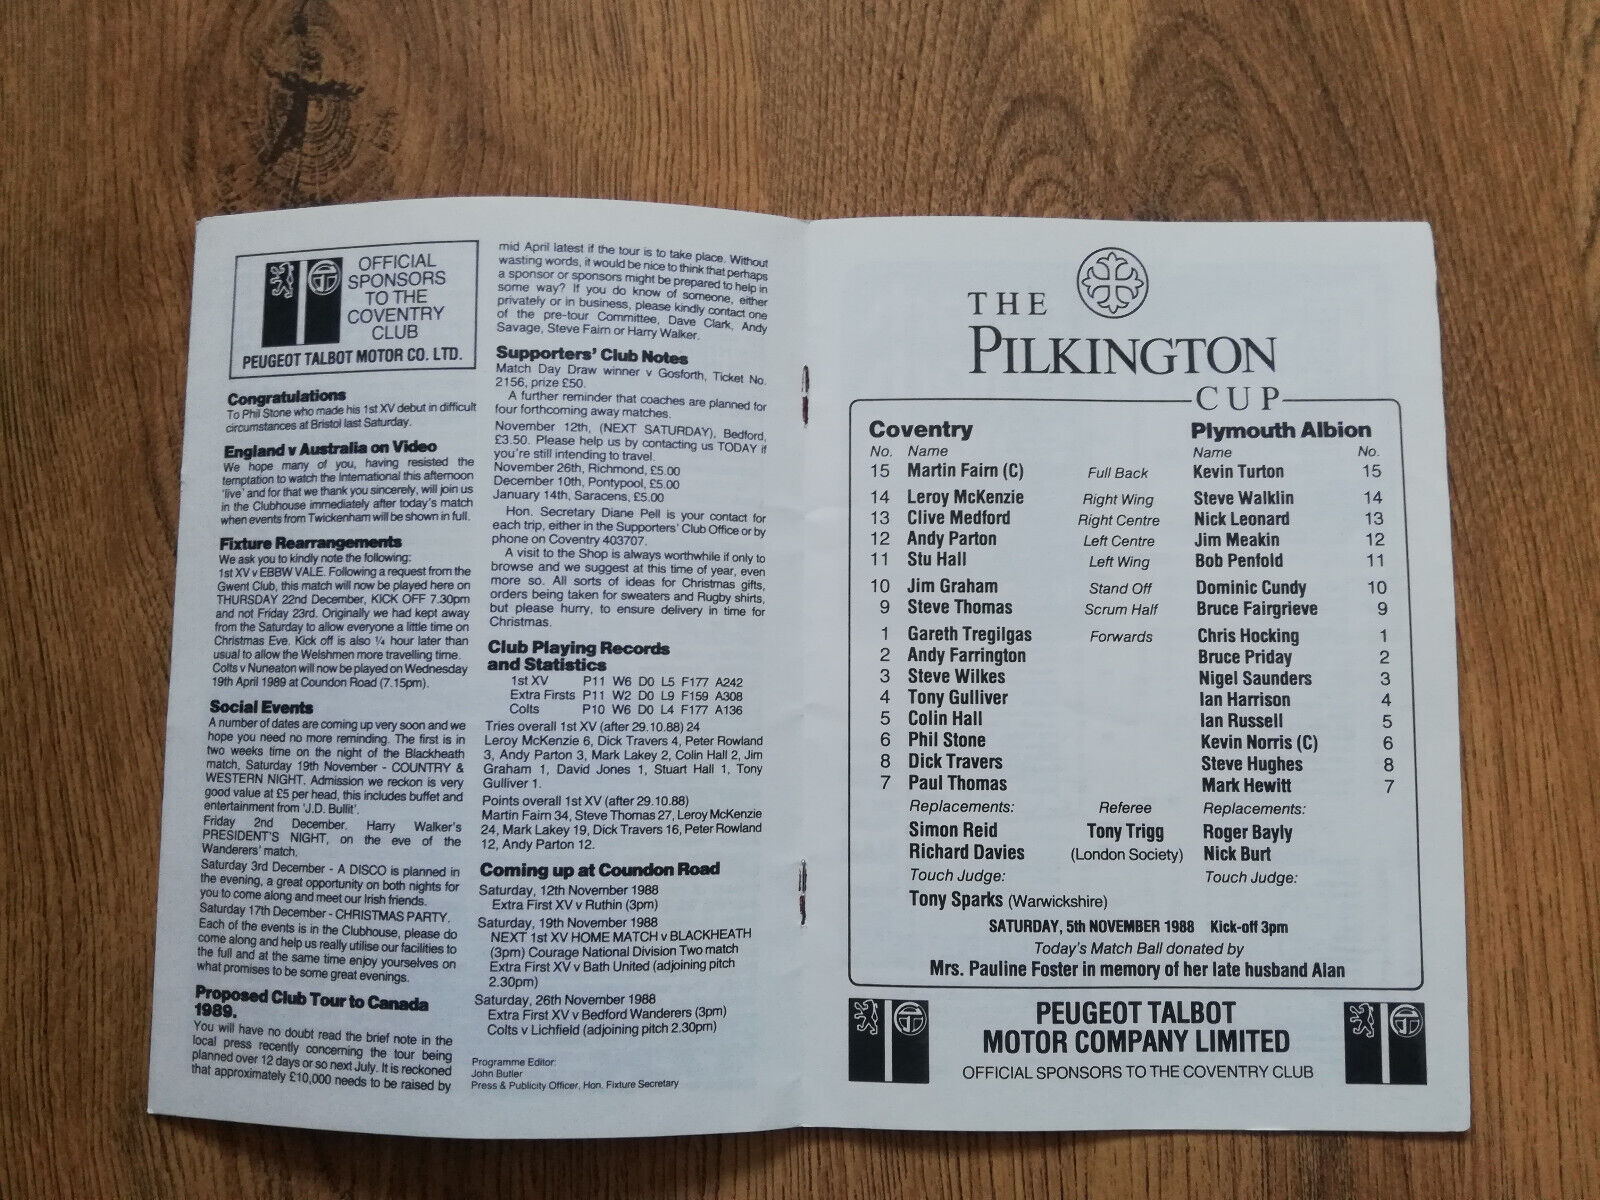 OFFICIAL
SPONSORS
TO THE
COVENTRY
CLUB
PEUGEOT TALBOT MOTOR CO. LTD.
Congratulations
To Phil Stone who made his 1st XV debut in difficult
circumstances at Bristol last Saturday.
England v Australia on Video
We hope many of you, having resisted the
temptation to watch the International this afternoon
'live' and for that we thank you sincerely, will join us
in the Clubhouse immediately after today's match
when events from Twickenham will be shown in full.
Fixture Rearrangements
We ask you to kindly note the following:
1st XV v EBBW VALE. Following a request from the
Gwent Club, this match will now be played here on
THURSDAY 22nd December, KICK OFF 7.30pm
and not Friday 23rd. Originally we had kept away
from the Saturday to allow everyone a little time on
Christmas Eve. Kick off is also ¼ hour later than
usual to allow the Welshmen more travelling time.
Colts v Nuneaton will now be played on Wednesday
19th April 1989 at Coundon Road (7.15pm).
Social Events
A number of dates are coming up very soon and we
hope you need no more reminding. The first is in
two weeks time on the night of the Blackheath
match, Saturday 19th November - COUNTRY &
WESTERN NIGHT. Admission we reckon is very
good value at £5 per head, this includes buffet and
entertainment from 'J.D. Bullit'.
Friday 2nd December. Harry Walker's
PRESIDENT'S NIGHT, on the eve of the
Wanderers' match.
Saturday 3rd December - A DISCO is planned in
the evening, a great opportunity on both nights for
you to come along and meet our Irish friends.
Saturday 17th December - CHRISTMAS PARTY.
Each of the events is in the Clubhouse, please do
come along and help us really utilise our facilities to
the full and at the same time enjoy yourselves on
what promises to be some great evenings.
Proposed Club Tour to Canada
1989.
You will have no doubt read the brief note in the
local press recently concerning the tour being
planned over 12 days or so next July. It is reckoned
that approximately £10,000 needs to be raised by
mid April latest if the tour is to take place. Without
wasting words, it would be nice to think that perhaps
a sponsor or sponsors might be prepared to help in
some way? If you do know of someone, either
privately or in business, please kindly contact one
of the pre-tour Committee, Dave Clark, Andy
Savage, Steve Fairn or Harry Walker.
Supporters' Club Notes
Match Day Draw winner v Gosforth, Ticket No.
2156, prize £50.
A further reminder that coaches are planned for
four forthcoming away matches.
November 12th, (NEXT SATURDAY), Bedford,
£3.50. Please help us by contacting us TODAY if
you're still intending to travel.
November 26th, Richmond, £5.00
December 10th, Pontypool, £5.00
January 14th, Saracens, £5.00
Hon. Secretary Diane Pell is your contact for
each trip, either in the Supporters' Club Office or by
phone on Coventry 403707.
A visit to the Shop is always worthwhile if only to
browse and we suggest at this time of year, even
more so. All sorts of ideas for Christmas gifts,
orders being taken for sweaters and Rugby shirts,
but please hurry, to ensure delivery in time for
Christmas.
Club Playing Records
and Statistics
1st XV P11 W6 D0 L5 F177 A242
Extra Firsts P11 W2 D0 L9 F159 A308
Colts P10 W6 D0 L4 F177 A136
Tries overall 1st XV (after 29.10.88) 24
Leroy McKenzie 6, Dick Travers 4, Peter Rowland
3, Andy Parton 3, Mark Lakey 2, Colin Hall 2, Jim
Graham 1, David Jones 1, Stuart Hall 1, Tony
Gulliver 1.
Points overall 1st XV (after 29.10.88)
Martin Fairn 34, Steve Thomas 27, Leroy McKenzie
24, Mark Lakey 19, Dick Travers 16, Peter Rowland
12, Andy Parton 12.
Coming up at Coundon Road
Saturday, 12th November 1988
Extra First XV v Ruthin (3pm)
Saturday, 19th November 1988
NEXT 1st XV HOME MATCH v BLACKHEATH
(3pm) Courage National Division Two match
Extra First XV v Bath United (adjoining pitch
2.30pm)
Saturday, 26th November 1988
Extra First XV v Bedford Wanderers (3pm)
Colts v Lichfield (adjoining pitch 2.30pm)
Programme Editor:
John Butler
Press & Publicity Officer, Hon. Fixture Secretary
THE
PILKINGTON
CUP
Coventry Plymouth Albion
No. Name Name No.
15 Martin Fairn (C) Full Back Kevin Turton 15
14 Leroy McKenzie Right Wing Steve Walklin 14
13 Clive Medford Right Centre Nick Leonard 13
12 Andy Parton Left Centre Jim Meakin 12
11 Stu Hall Left Wing Bob Penfold 11
10 Jim Graham Stand Off Dominic Cundy 10
9 Steve Thomas Scrum Half Bruce Fairgrieve 9
1 Gareth Tregilgas Forwards Chris Hocking 1
2 Andy Farrington Bruce Priday 2
3 Steve Wilkes Nigel Saunders 3
4 Tony Gulliver Ian Harrison 4
5 Colin Hall Ian Russell 5
6 Phil Stone Kevin Norris (C) 6
8 Dick Travers Steve Hughes 8
7 Paul Thomas Mark Hewitt 7
Replacements: Referee Replacements:
Simon Reid Tony Trigg Roger Bayly
Richard Davies (London Society) Nick Burt
Touch Judge: Touch Judge:
Tony Sparks (Warwickshire)
SATURDAY, 5th NOVEMBER 1988 Kick-off 3pm
Today's Match Ball donated by
Mrs. Pauline Foster in memory of her late husband Alan
PEUGEOT TALBOT
MOTOR COMPANY LIMITED
OFFICIAL SPONSORS TO THE COVENTRY CLUB